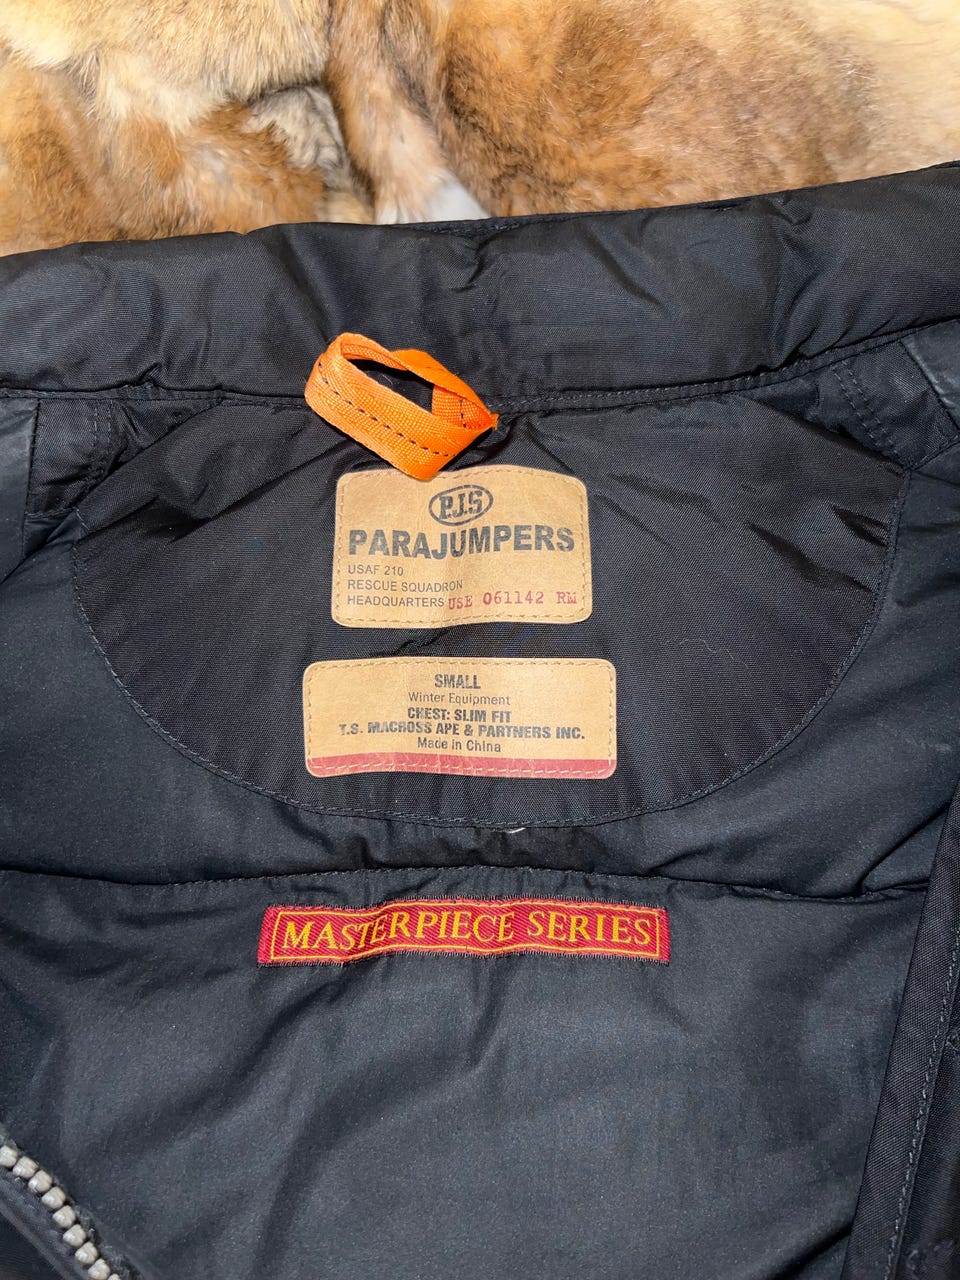 P.J.S
PARAJUMPERS
USAF 210
RESCUE SQUADRON
HEADQUARTERS USE 061142 RM
SMALL
Winter Equipment
CHEST: SLIM FIT
T.S. MACROSS APE & PARTNERS INC.
Made in China
MASTERPIECE SERIES